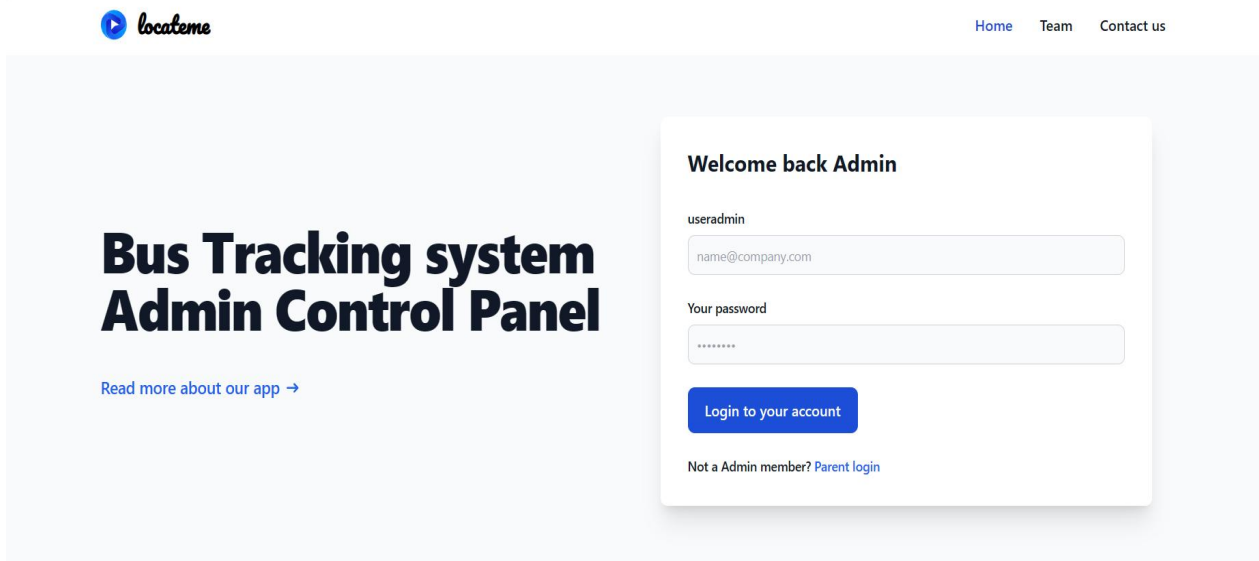 locateme
Home Team Contact us
Bus Tracking system
Admin Control Panel
Read more about our app →
Welcome back Admin
useradmin
name@company.com
Your password
••••••••
Login to your account
Not a Admin member? Parent login